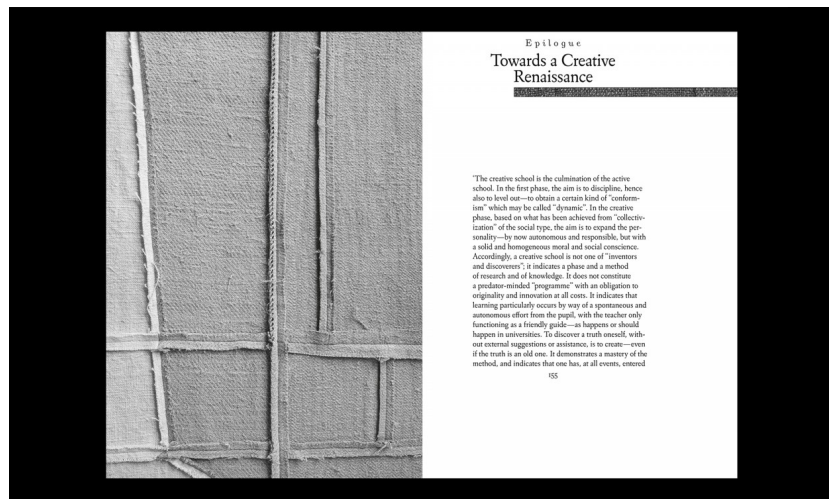 Epilogue
Towards a Creative
Renaissance
"The creative school is the culmination of the active
school. In the first phase, the aim is to discipline, hence
also to level out—to obtain a certain kind of "conform-
ism" which may be called "dynamic". In the creative
phase, based on what has been achieved from "collectiv-
ization" of the social type, the aim is to expand the per-
sonality—by now autonomous and responsible, but with
a solid and homogeneous moral and social conscience.
Accordingly, a creative school is not one of "inventors
and discoverers"; it indicates a phase and a method
of research and of knowledge. It does not constitute
a predator-minded "programme" with an obligation to
originality and innovation at all costs. It indicates that
learning particularly occurs by way of a spontaneous and
autonomous effort from the pupil, with the teacher only
functioning as a friendly guide—as happens or should
happen in universities. To discover a truth oneself, with-
out external suggestions or assistance, is to create—even
if the truth is an old one. It demonstrates a mastery of the
method, and indicates that one has, at all events, entered
155